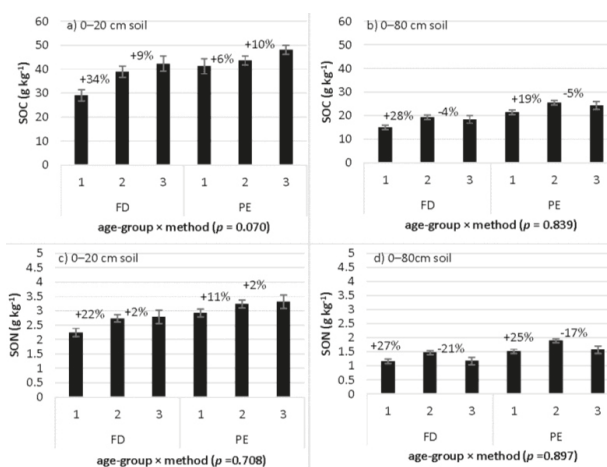 a) 0–20 cm soil
SOC (g kg⁻¹)
60
50
40
30
20
10
0
+34%
+9%
+6%
+10%
1 2 3 1 2 3
FD PE
age-group × method (p = 0.070)
b) 0–80 cm soil
SOC (g kg⁻¹)
60
50
40
30
20
10
0
+28%
-4%
+19%
-5%
1 2 3 1 2 3
FD PE
age-group × method (p = 0.839)
c) 0–20 cm soil
SON (g kg⁻¹)
5
4.5
4
3.5
3
2.5
2
1.5
1
0.5
0
+22%
+2%
+11%
+2%
1 2 3 1 2 3
FD PE
age-group × method (p =0.708)
d) 0–80cm soil
SON (g kg⁻¹)
5
4.5
4
3.5
3
2.5
2
1.5
1
0.5
0
+27%
-21%
+25%
-17%
1 2 3 1 2 3
FD PE
age-group × method (p =0.897)